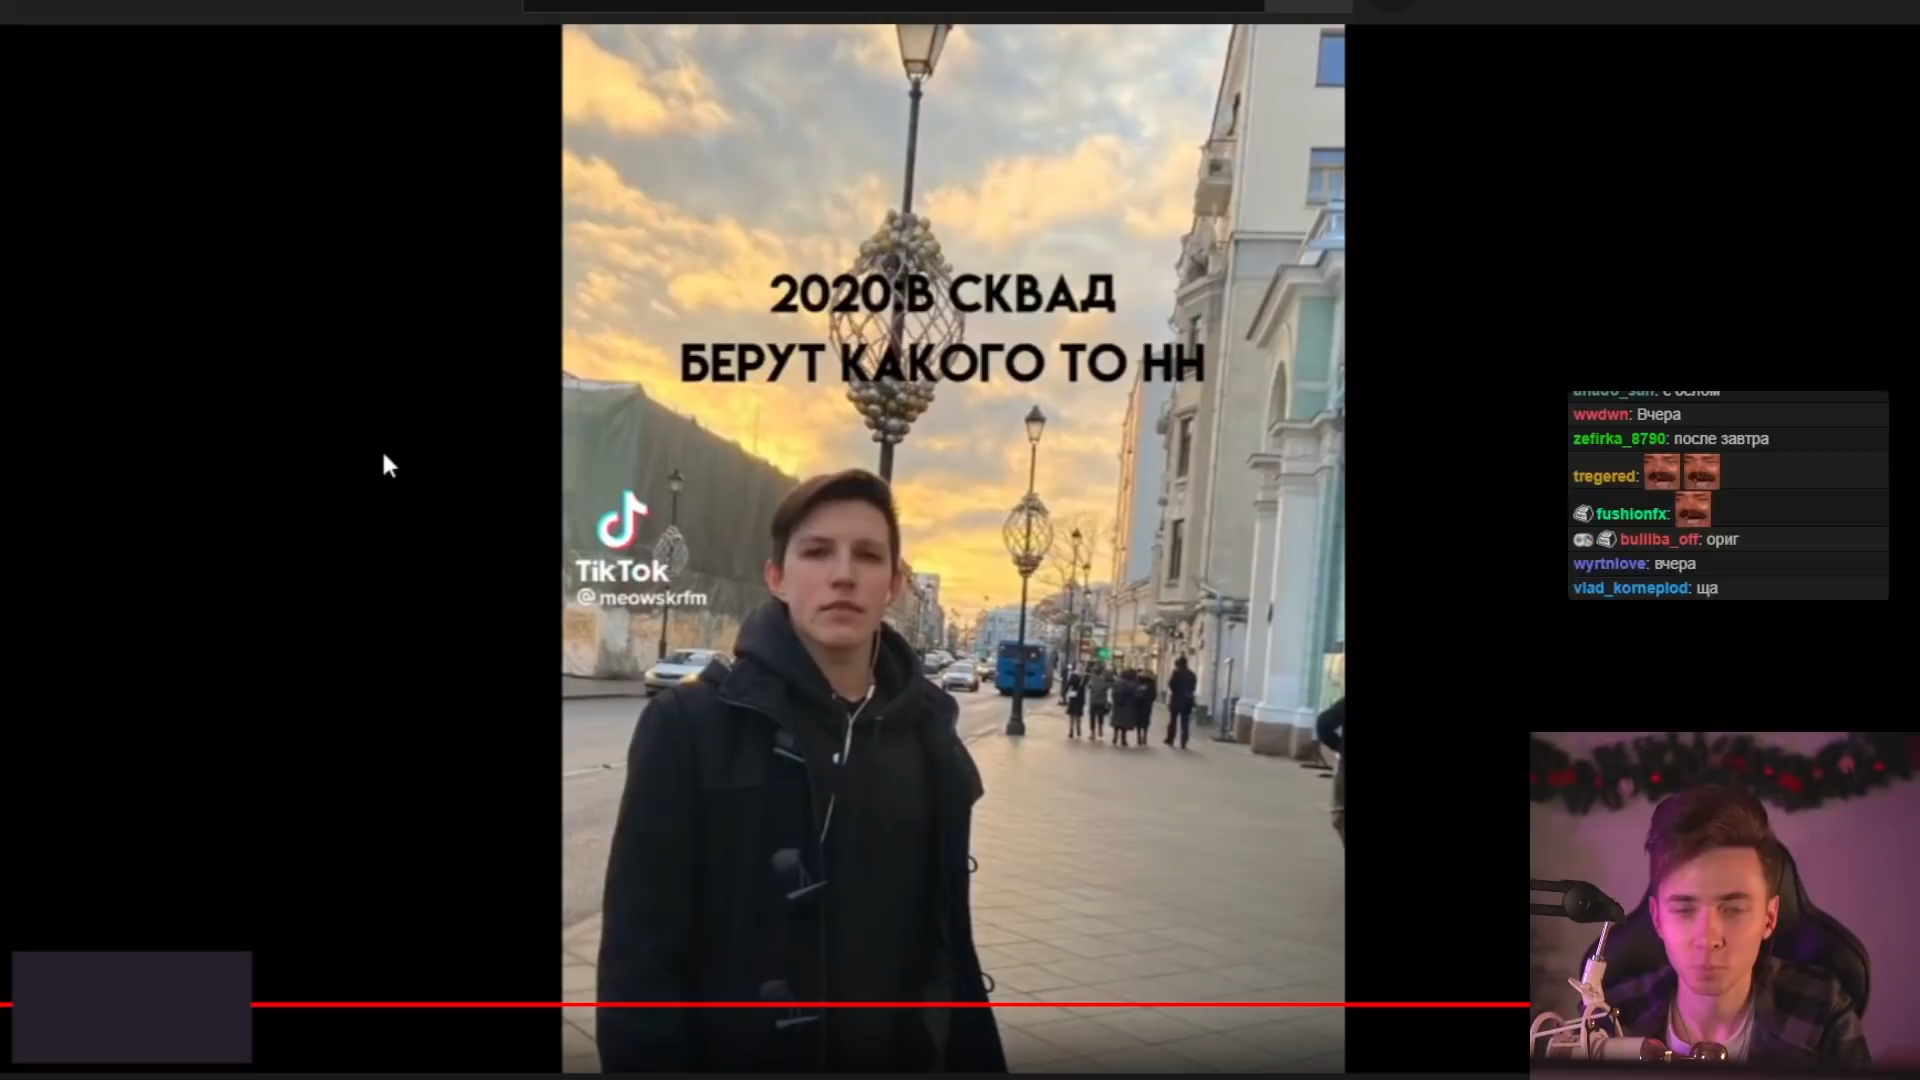 2020:В СКВАД
БЕРУТ КАКОГО ТО НН
TikTok
@meowskrfm
wwdwn: Вчера
zefirka_8790: после завтра
tregered:
fushionfx:
bullba_off: ориг
wyrtnlove: вчера
vlad_korneplod: ща